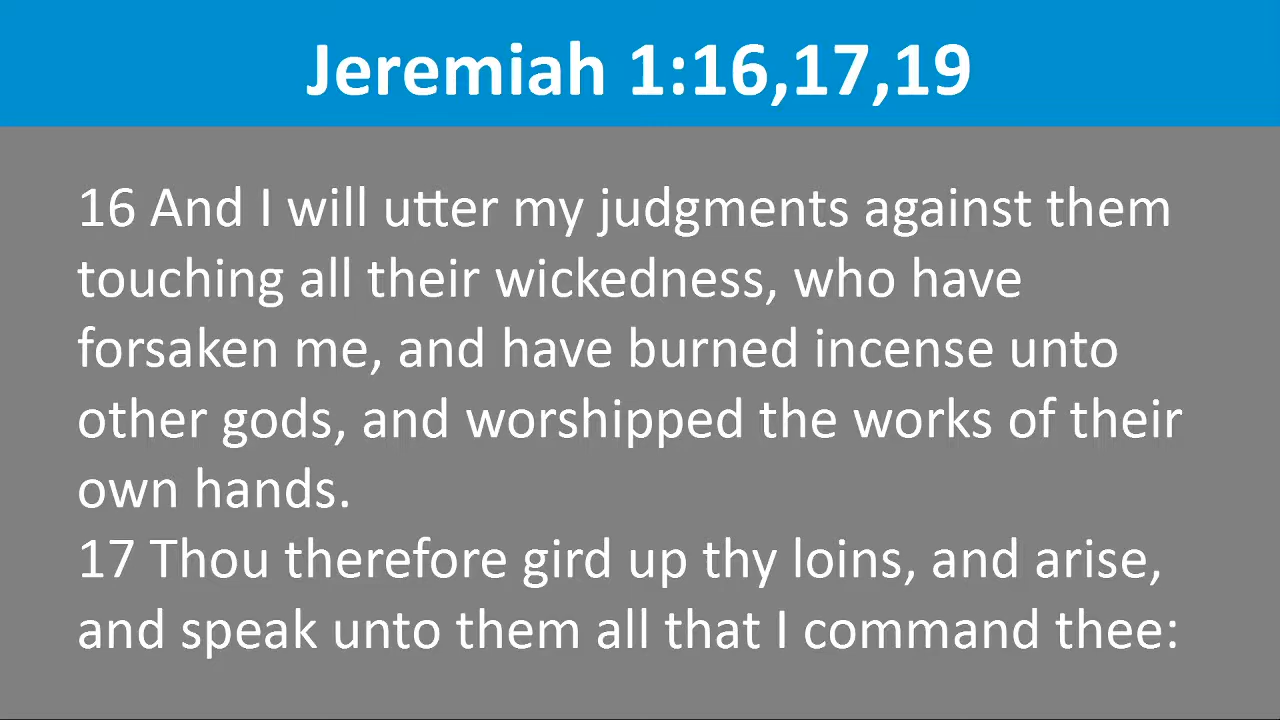 Jeremiah 1:16,17,19
16 And I will utter my judgments against them
touching all their wickedness, who have
forsaken me, and have burned incense unto
other gods, and worshipped the works of their
own hands.
17 Thou therefore gird up thy loins, and arise,
and speak unto them all that I command thee: